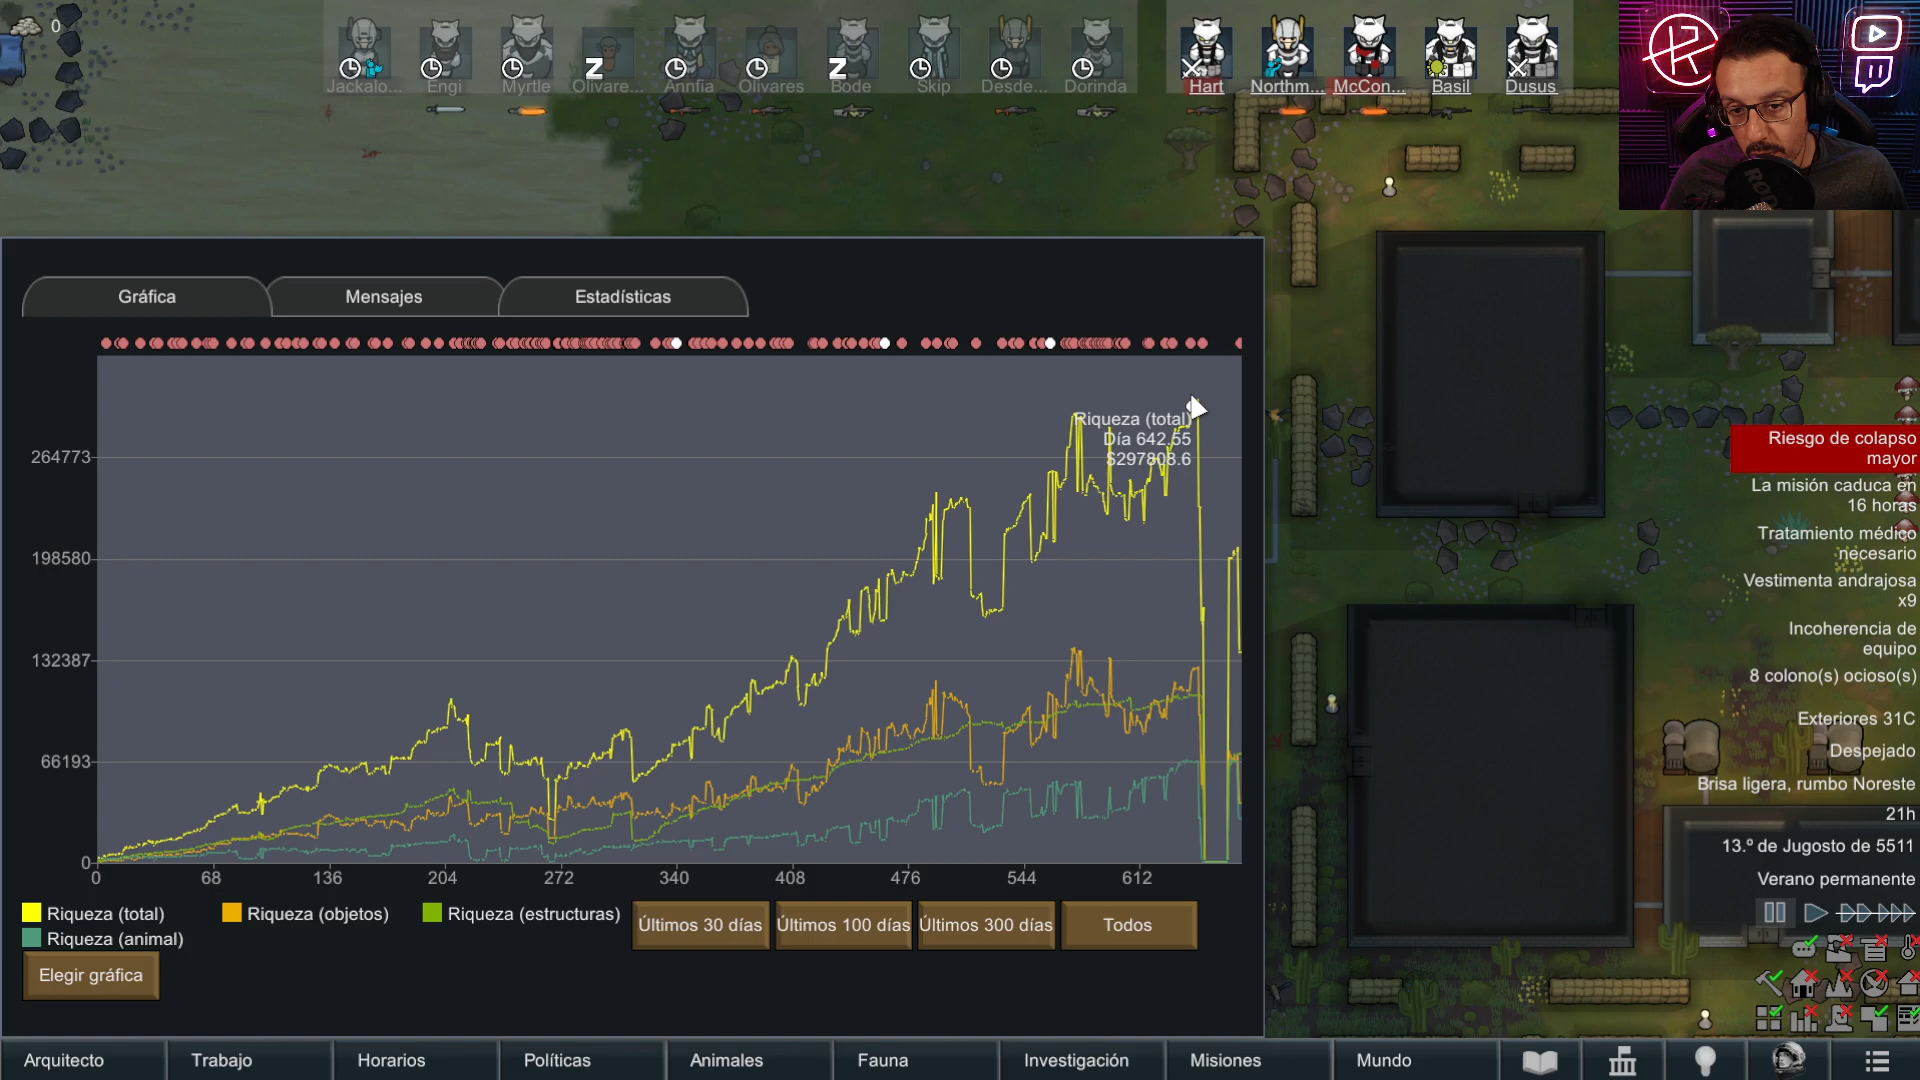 0
Jackalo...
Engi
Myrtle
Olivare...
Annfia
Olivares
Bode
Skip
Desde...
Dorinda
Hart
Northm...
McCon...
Basil
Dusus
Gráfica
Mensajes
Estadísticas
Riqueza (total)
Día 642.55
$297808.6
264773
198580
132387
66193
0
0
68
136
204
272
340
408
476
544
612
Riqueza (total)
Riqueza (objetos)
Riqueza (estructuras)
Riqueza (animal)
Últimos 30 días
Últimos 100 días
Últimos 300 días
Todos
Elegir gráfica
Riesgo de colapso
mayor
La misión caduca en
16 horas
Tratamiento médico
necesario
Vestimenta andrajosa
x9
Incoherencia de
equipo
8 colono(s) ocioso(s)
Exteriores 31C
Despejado
Brisa ligera, rumbo Noreste
21h
13.º de Jugosto de 5511
Verano permanente
Arquitecto
Trabajo
Horarios
Políticas
Animales
Fauna
Investigación
Misiones
Mundo